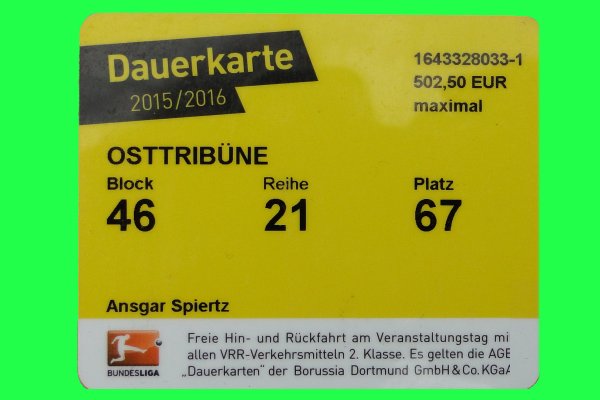 Dauerkarte
2015/2016
1643328033-1
502,50 EUR
maximal
OSTTRIBÜNE
Block Reihe Platz
46 21 67
Ansgar Spiertz
BUNDESLIGA
Freie Hin- und Rückfahrt am Veranstaltungstag mi
allen VRR-Verkehrsmitteln 2. Klasse. Es gelten die AGB
„Dauerkarten" der Borussia Dortmund GmbH & Co. KGaA